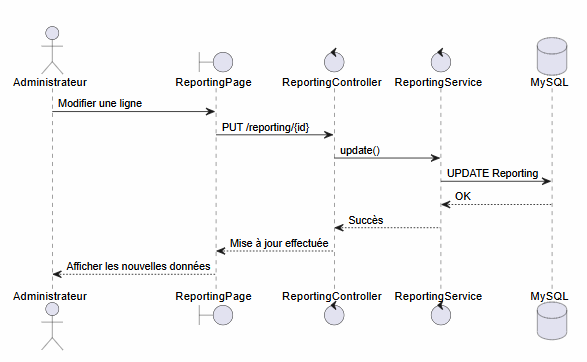 Administrateur ReportingPage ReportingController ReportingService MySQL
Modifier une ligne
PUT /reporting/{id}
update()
UPDATE Reporting
OK
Succès
Mise à jour effectuée
Afficher les nouvelles données
Administrateur ReportingPage ReportingController ReportingService MySQL